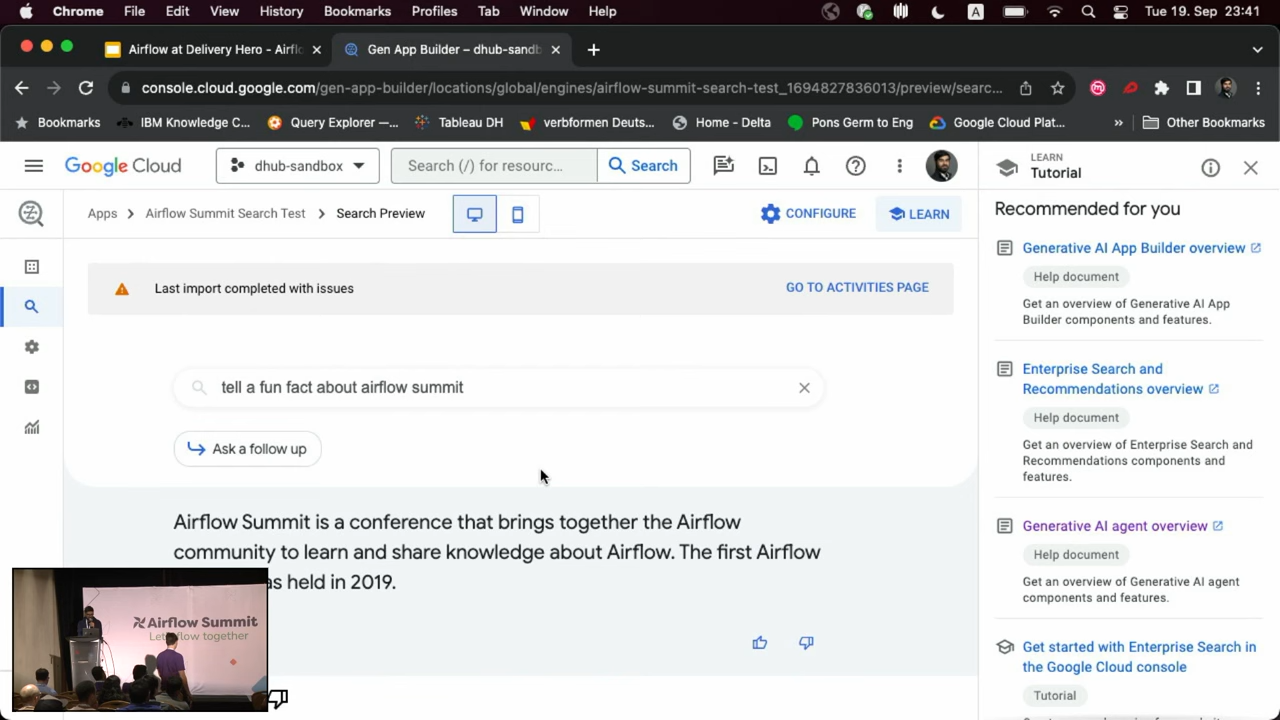 Chrome File Edit View History Bookmarks Profiles Tab Window Help A Tue 19. Sep 23:41
Airflow at Delivery Hero - Airflo Gen App Builder – dhub-sandb
console.cloud.google.com/gen-app-builder/locations/global/engines/airflow-summit-search-test_1694827836013/preview/searc...
Bookmarks IBM Knowledge C... Query Explorer —... Tableau DH verbformen Deuts... Home - Delta Pons Germ to Eng Google Cloud Plat... » Other Bookmarks
Google Cloud dhub-sandbox Search (/) for resourc... Search
LEARN
Tutorial
Apps Airflow Summit Search Test Search Preview CONFIGURE LEARN
Last import completed with issues GO TO ACTIVITIES PAGE
tell a fun fact about airflow summit
Ask a follow up
Airflow Summit is a conference that brings together the Airflow
community to learn and share knowledge about Airflow. The first Airflow
as held in 2019.
Recommended for you
Generative AI App Builder overview
Help document
Get an overview of Generative AI App
Builder components and features.
Enterprise Search and
Recommendations overview
Help document
Get an overview of Enterprise Search and
Recommendations components and
features.
Generative AI agent overview
Help document
Get an overview of Generative AI agent
components and features.
Get started with Enterprise Search in
the Google Cloud console
Tutorial
Airflow Summit
Let's flow together